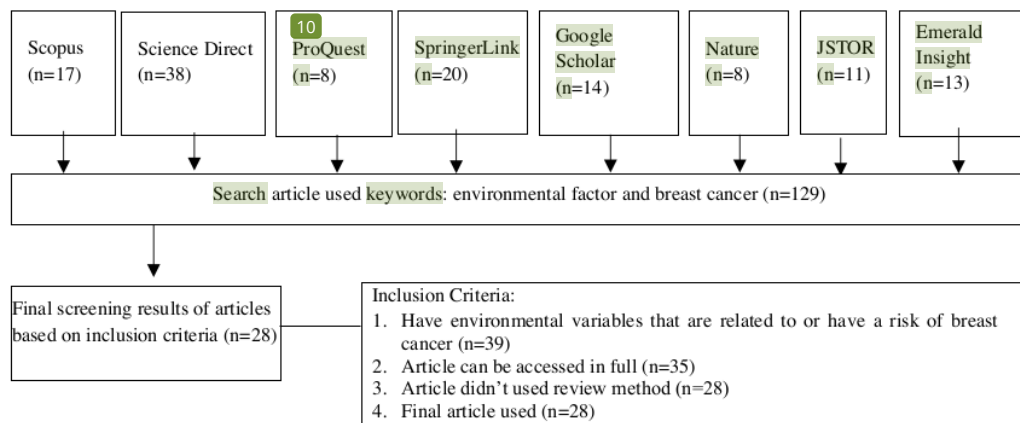 Scopus
(n=17)
Science Direct
(n=38)
10
ProQuest
(n=8)
SpringerLink
(n=20)
Google
Scholar
(n=14)
Nature
(n=8)
JSTOR
(n=11)
Emerald
Insight
(n=13)
Search article used keywords: environmental factor and breast cancer (n=129)
Final screening results of articles
based on inclusion criteria (n=28)
Inclusion Criteria:
1. Have environmental variables that are related to or have a risk of breast
cancer (n=39)
2. Article can be accessed in full (n=35)
3. Article didn't used review method (n=28)
4. Final article used (n=28)